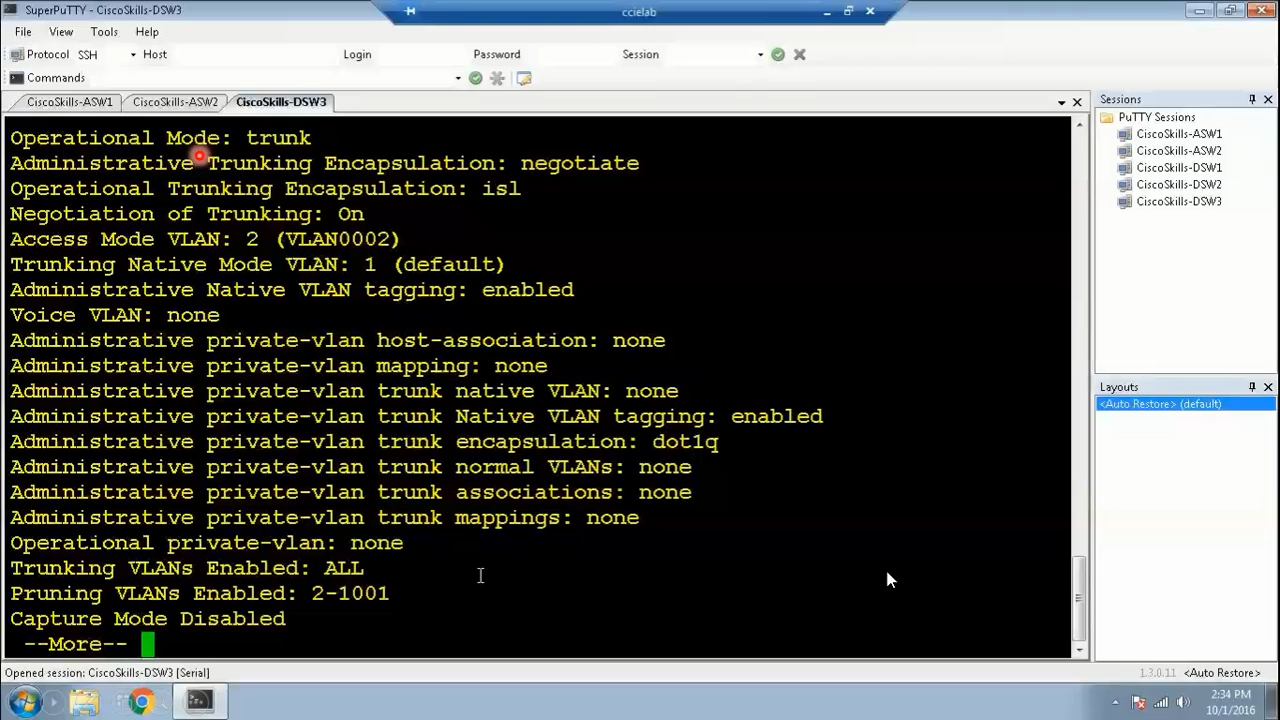 SuperPuTTY - CiscoSkills-DSW3
ccielab
File View Tools Help
Protocol SSH Host Login Password Session
Commands
CiscoSkills-ASW1 CiscoSkills-ASW2 CiscoSkills-DSW3
Operational Mode: trunk
Administrative Trunking Encapsulation: negotiate
Operational Trunking Encapsulation: isl
Negotiation of Trunking: On
Access Mode VLAN: 2 (VLAN0002)
Trunking Native Mode VLAN: 1 (default)
Administrative Native VLAN tagging: enabled
Voice VLAN: none
Administrative private-vlan host-association: none
Administrative private-vlan mapping: none
Administrative private-vlan trunk native VLAN: none
Administrative private-vlan trunk Native VLAN tagging: enabled
Administrative private-vlan trunk encapsulation: dot1q
Administrative private-vlan trunk normal VLANs: none
Administrative private-vlan trunk associations: none
Administrative private-vlan trunk mappings: none
Operational private-vlan: none
Trunking VLANs Enabled: ALL
Pruning VLANs Enabled: 2-1001
Capture Mode Disabled
--More--
Sessions
PuTTY Sessions
CiscoSkills-ASW1
CiscoSkills-ASW2
CiscoSkills-DSW1
CiscoSkills-DSW2
CiscoSkills-DSW3
Layouts
<Auto Restore> (default)
Opened session: CiscoSkills-DSW3 [Serial]
1.3.0.11 <Auto Restore>
2:34 PM
10/1/2016